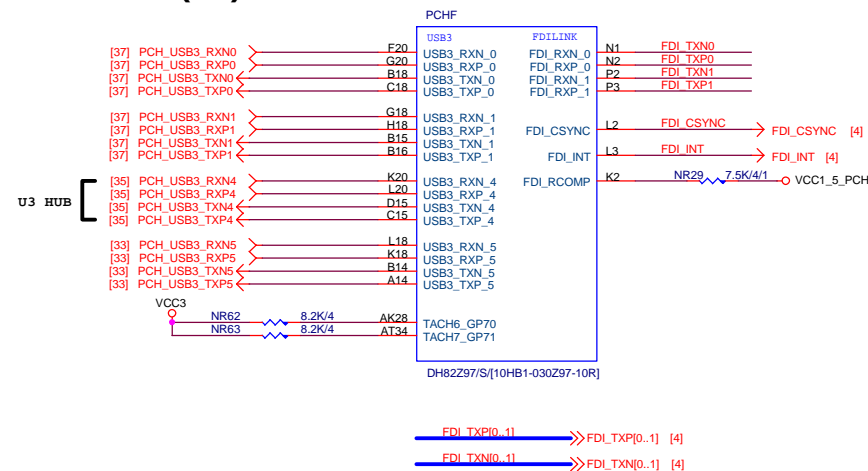 PCHF
USB3 FDILINK
[37] PCH_USB3_RXN0 F20 USB3_RXN_0 FDI_RXN_0 N1 FDI_TXN0
[37] PCH_USB3_RXP0 G20 USB3_RXP_0 FDI_RXP_0 N2 FDI_TXP0
[37] PCH_USB3_TXN0 B18 USB3_TXN_0 FDI_RXN_1 P2 FDI_TXN1
[37] PCH_USB3_TXP0 C18 USB3_TXP_0 FDI_RXP_1 P3 FDI_TXP1
[37] PCH_USB3_RXN1 G18 USB3_RXN_1
[37] PCH_USB3_RXP1 H18 USB3_RXP_1 FDI_CSYNC L2 FDI_CSYNC FDI_CSYNC [4]
[37] PCH_USB3_TXN1 B15 USB3_TXN_1
[37] PCH_USB3_TXP1 B16 USB3_TXP_1 FDI_INT L3 FDI_INT FDI_INT [4]
[35] PCH_USB3_RXN4 K20 USB3_RXN_4 FDI_RCOMP K2 NR29 7.5K/4/1 VCC1_5_PCH
[35] PCH_USB3_RXP4 L20 USB3_RXP_4
U3 HUB
[35] PCH_USB3_TXN4 D15 USB3_TXN_4
[35] PCH_USB3_TXP4 C15 USB3_TXP_4
[33] PCH_USB3_RXN5 L18 USB3_RXN_5
[33] PCH_USB3_RXP5 K18 USB3_RXP_5
[33] PCH_USB3_TXN5 B14 USB3_TXN_5
[33] PCH_USB3_TXP5 A14 USB3_TXP_5
VCC3
NR62 8.2K/4 AK28 TACH6_GP70
NR63 8.2K/4 AT34 TACH7_GP71
DH82Z97/S/[10HB1-030Z97-10R]
FDI_TXP[0..1] FDI_TXP[0..1] [4]
FDI_TXN[0..1] FDI_TXN[0..1] [4]